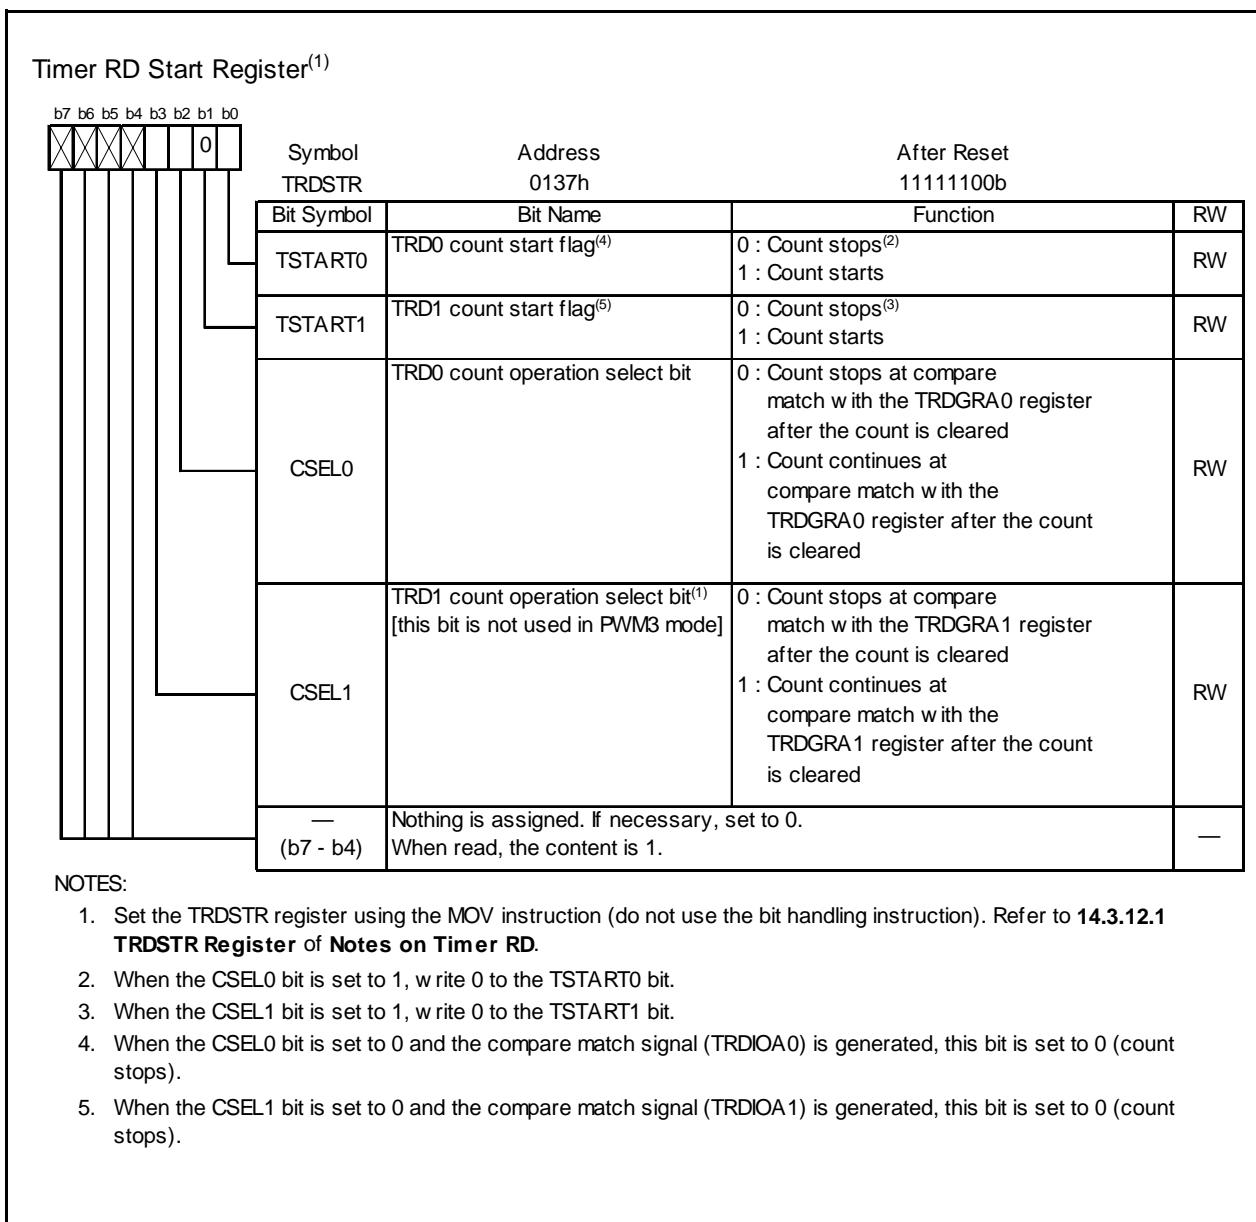 Timer RD Start Register(1)
b7 b6 b5 b4 b3 b2 b1 b0
0
Symbol Address After Reset
TRDSTR 0137h 11111100b
Bit Symbol Bit Name Function RW
TSTART0 TRD0 count start flag(4) 0 : Count stops(2) RW
1 : Count starts
TSTART1 TRD1 count start flag(5) 0 : Count stops(3) RW
1 : Count starts
CSEL0 TRD0 count operation select bit 0 : Count stops at compare RW
match with the TRDGRA0 register
after the count is cleared
1 : Count continues at
compare match with the
TRDGRA0 register after the count
is cleared
CSEL1 TRD1 count operation select bit(1) 0 : Count stops at compare RW
[this bit is not used in PWM3 mode] match with the TRDGRA1 register
after the count is cleared
1 : Count continues at
compare match with the
TRDGRA1 register after the count
is cleared
— Nothing is assigned. If necessary, set to 0. —
(b7 - b4) When read, the content is 1.
NOTES:
1. Set the TRDSTR register using the MOV instruction (do not use the bit handling instruction). Refer to 14.3.12.1
TRDSTR Register of Notes on Timer RD.
2. When the CSEL0 bit is set to 1, write 0 to the TSTART0 bit.
3. When the CSEL1 bit is set to 1, write 0 to the TSTART1 bit.
4. When the CSEL0 bit is set to 0 and the compare match signal (TRDIOA0) is generated, this bit is set to 0 (count
stops).
5. When the CSEL1 bit is set to 0 and the compare match signal (TRDIOA1) is generated, this bit is set to 0 (count
stops).